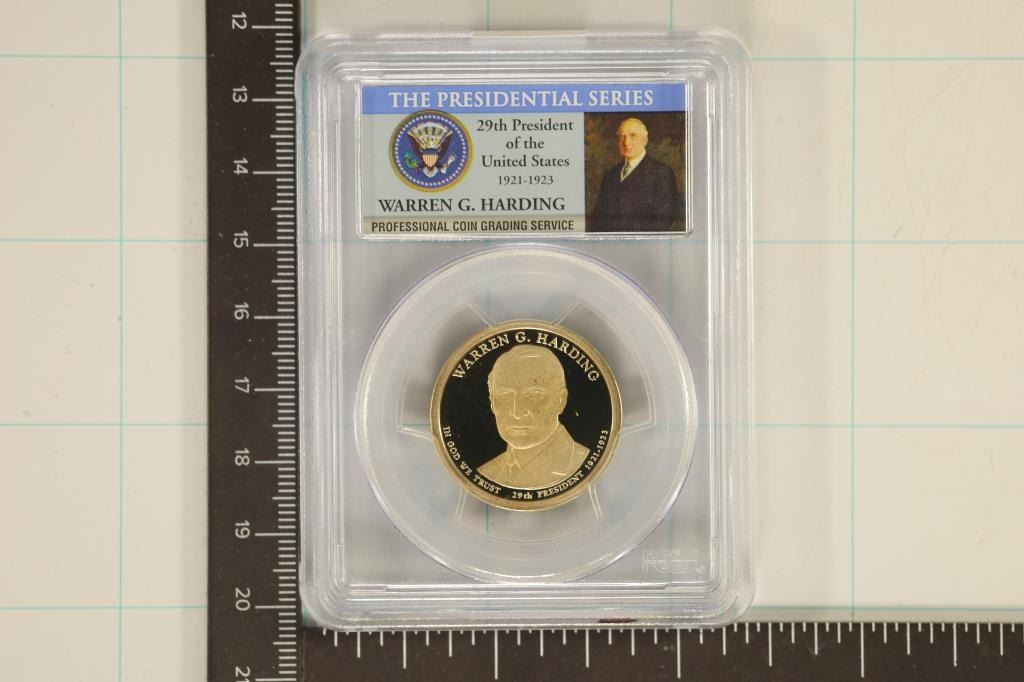 THE PRESIDENTIAL SERIES
29th President
of the
United States
1921-1923
WARREN G. HARDING
PROFESSIONAL COIN GRADING SERVICE
WARREN G. HARDING
IN GOD WE TRUST
29th PRESIDENT 1921-1923
PCGS
12
13
14
15
16
17
18
19
20
21